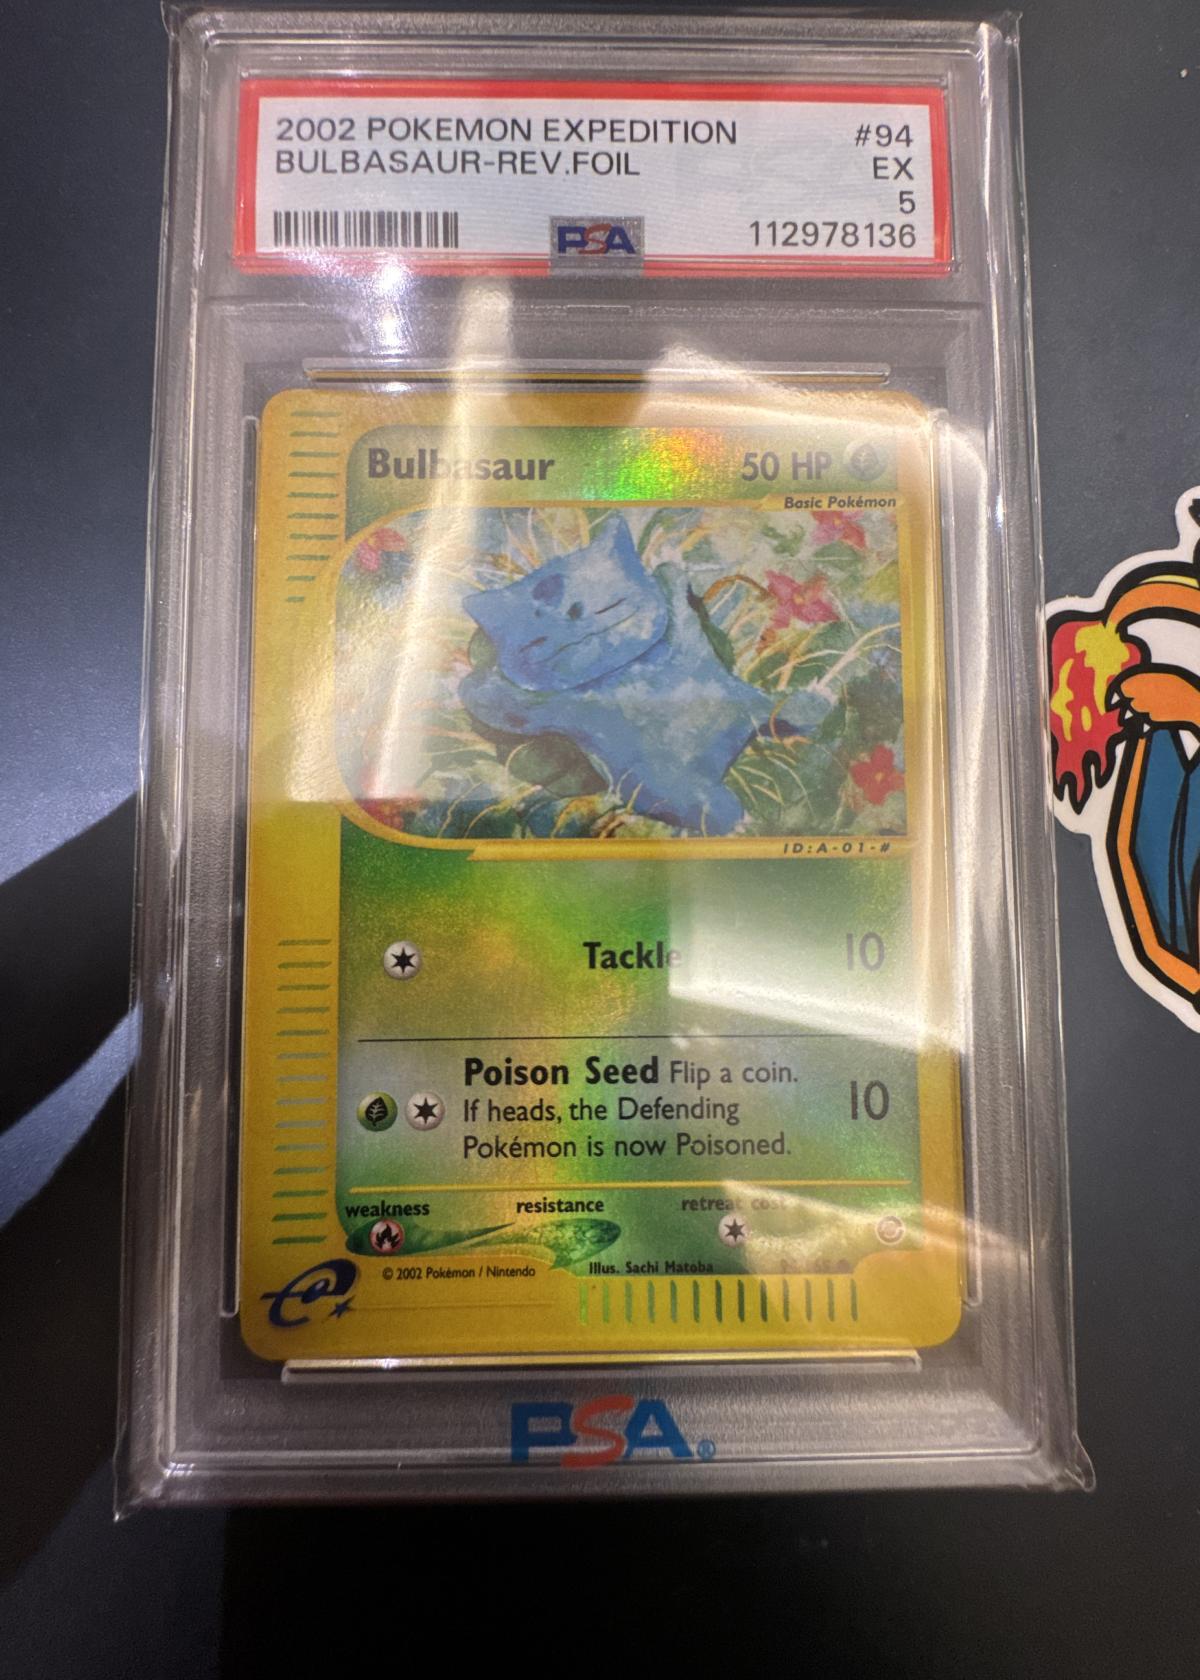 2002 POKEMON EXPEDITION #94
BULBASAUR-REV.FOIL EX
5
PSA 112978136
Bulbasaur 50 HP
Basic Pokémon
ID:A-01-#
Tackle 10
Poison Seed Flip a coin.
If heads, the Defending 10
Pokémon is now Poisoned.
weakness resistance retreat cost
© 2002 Pokémon / Nintendo Illus. Sachi Matoba
e
PSA®